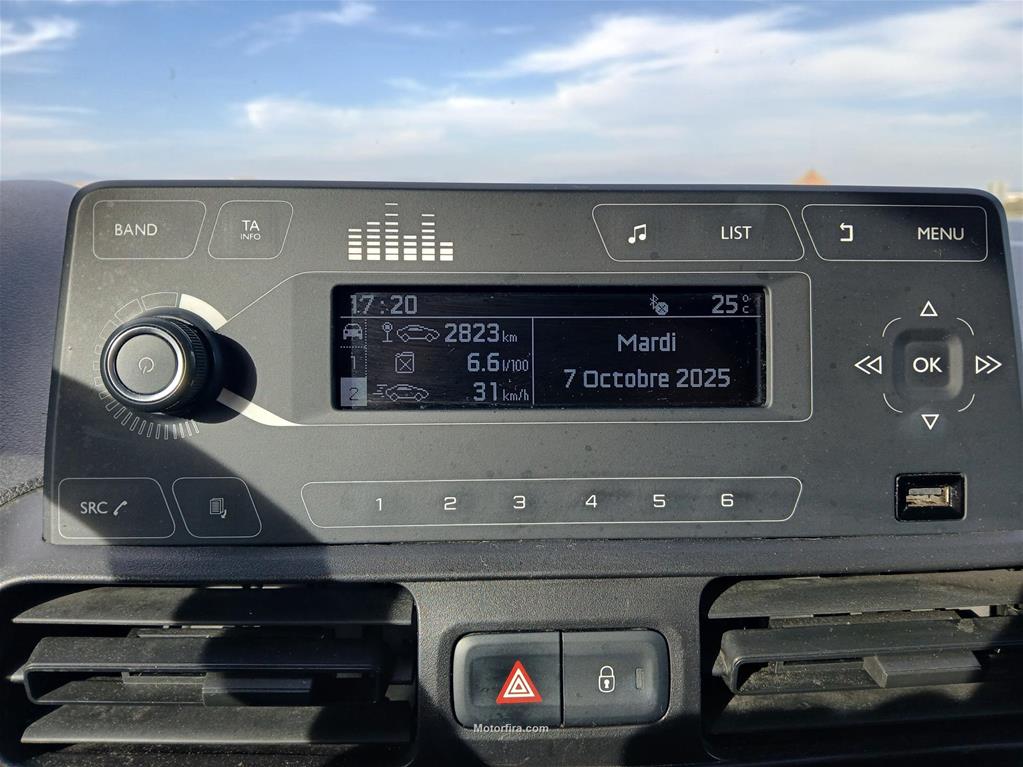 BAND
TA
INFO
LIST
MENU
17:20
25°C
2823 km
6.6 l/100
31 km/h
1
2
Mardi
7 Octobre 2025
OK
SRC
1 2 3 4 5 6
Motorfira.com